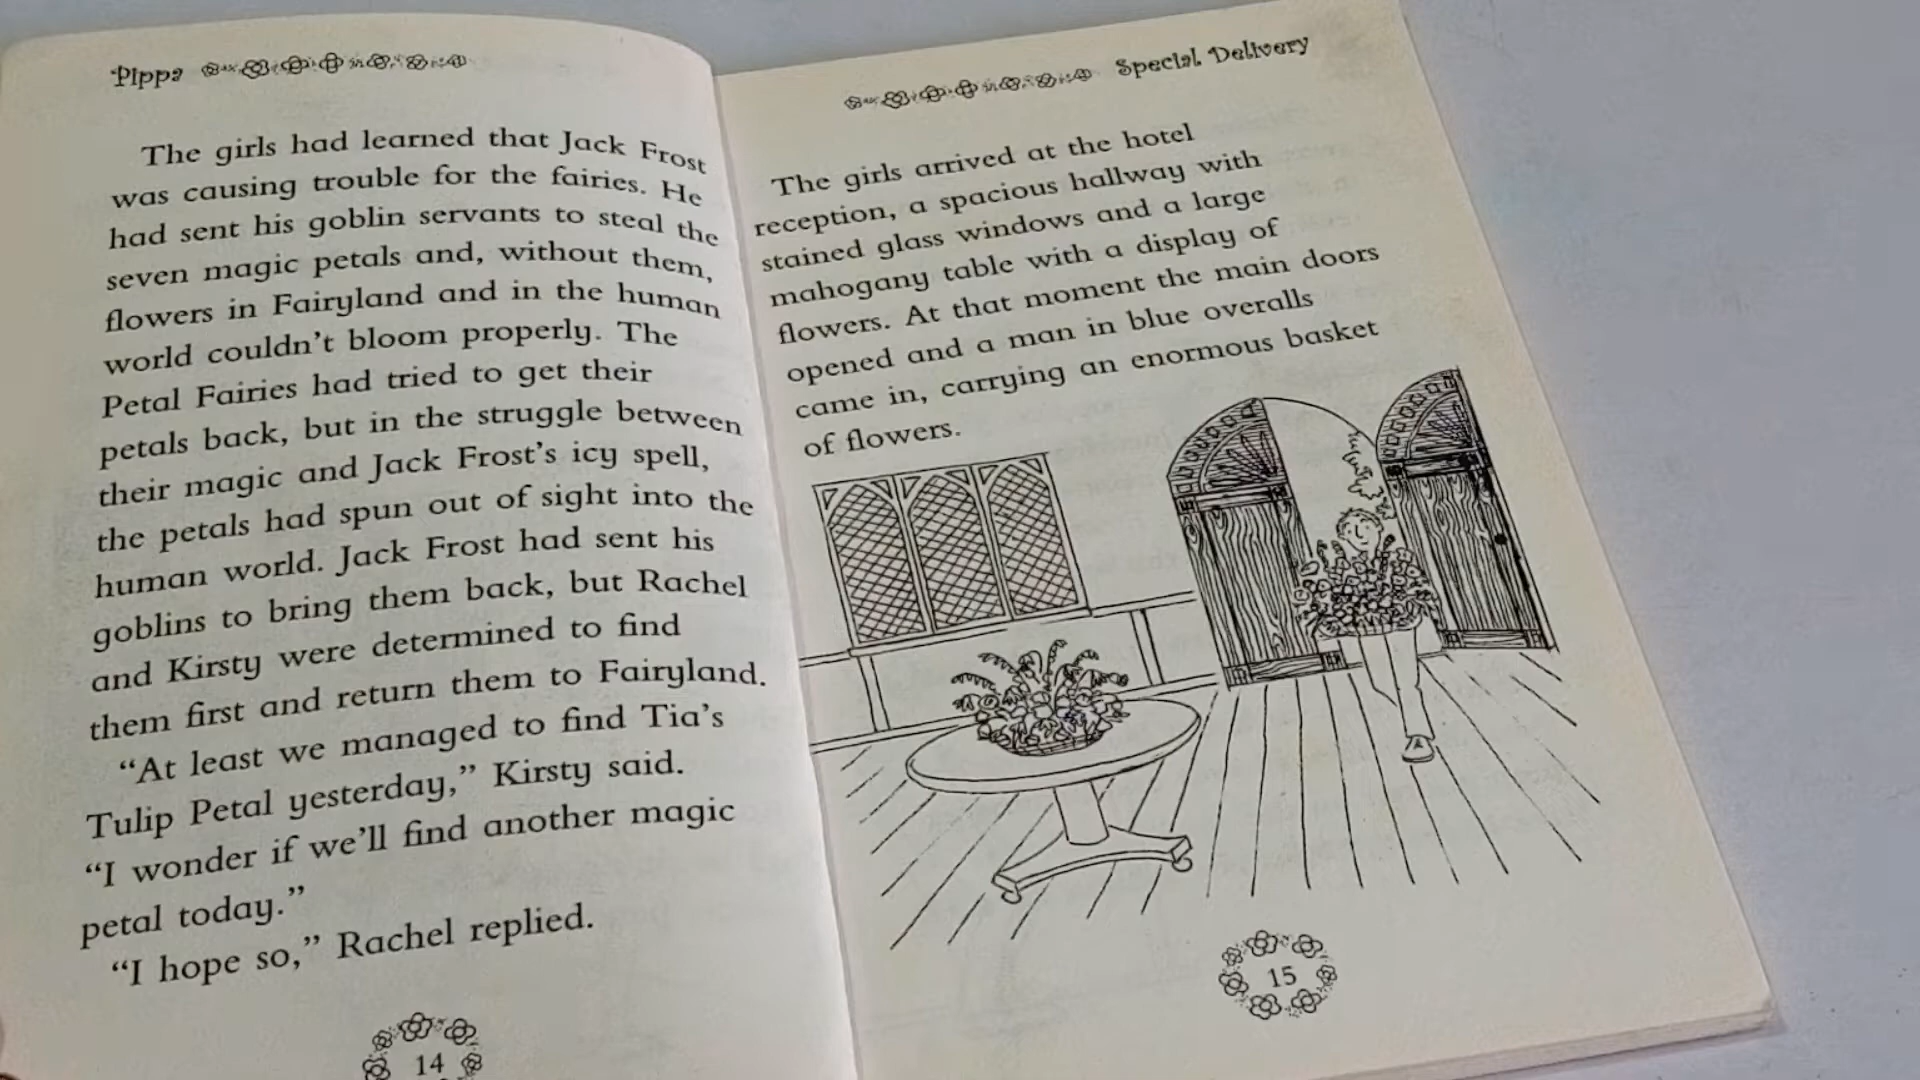 Pippa
The girls had learned that Jack Frost
was causing trouble for the fairies. He
had sent his goblin servants to steal the
seven magic petals and, without them,
flowers in Fairyland and in the human
world couldn't bloom properly. The
Petal Fairies had tried to get their
petals back, but in the struggle between
their magic and Jack Frost's icy spell,
the petals had spun out of sight into the
human world. Jack Frost had sent his
goblins to bring them back, but Rachel
and Kirsty were determined to find
them first and return them to Fairyland.
“At least we managed to find Tia's
Tulip Petal yesterday,” Kirsty said.
“I wonder if we'll find another magic
petal today.”
“I hope so,” Rachel replied.
14
Special Delivery
The girls arrived at the hotel
reception, a spacious hallway with
stained glass windows and a large
mahogany table with a display of
flowers. At that moment the main doors
opened and a man in blue overalls
came in, carrying an enormous basket
of flowers.
15